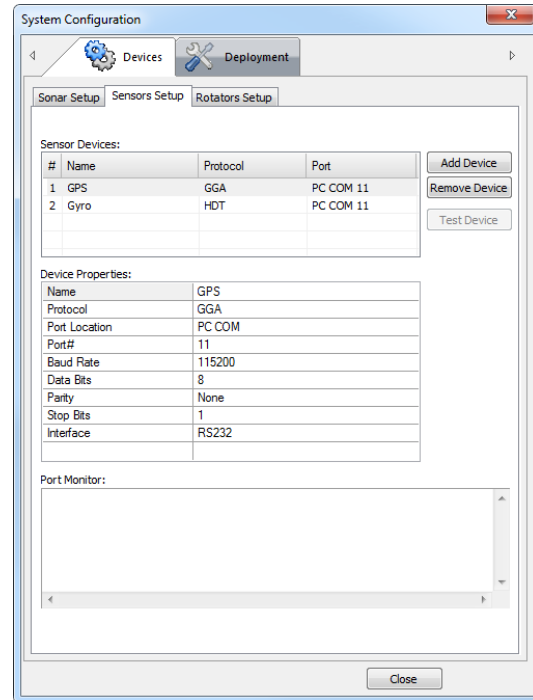 System Configuration
Devices Deployment
Sonar Setup Sensors Setup Rotators Setup
Sensor Devices:
# Name Protocol Port
1 GPS GGA PC COM 11
2 Gyro HDT PC COM 11
Add Device
Remove Device
Test Device
Device Properties:
Name GPS
Protocol GGA
Port Location PC COM
Port# 11
Baud Rate 115200
Data Bits 8
Parity None
Stop Bits 1
Interface RS232
Port Monitor:
Close